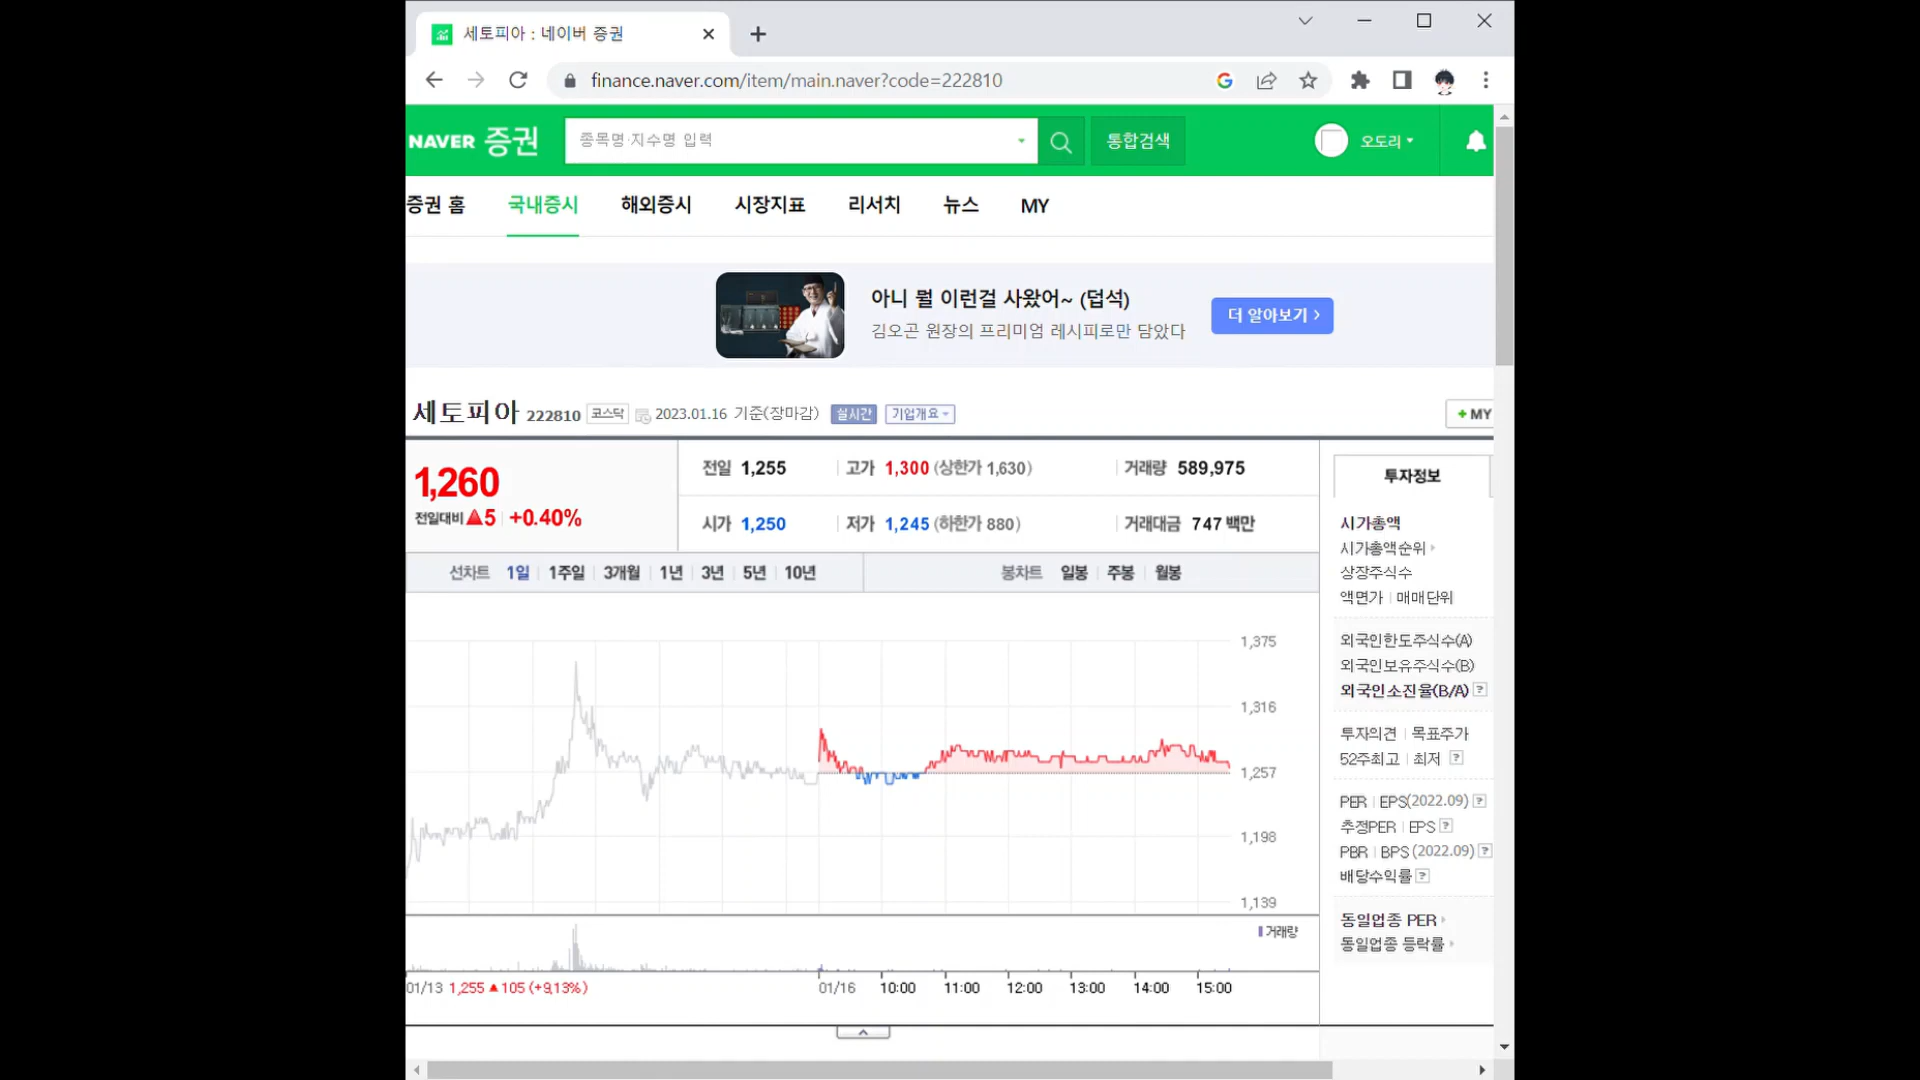 세토피아 : 네이버 증권
finance.naver.com/item/main.naver?code=222810
NAVER 증권
종목명·지수명 입력
통합검색
오도리
증권 홈 국내증시 해외증시 시장지표 리서치 뉴스 MY
아니 뭘 이런걸 사왔어~ (덥석)
김오곤 원장의 프리미엄 레시피로만 담았다
더 알아보기 >
세토피아 222810 코스닥 2023.01.16 기준(장마감) 실시간 기업개요
+ MY
1,260
전일대비 ▲5 +0.40%
전일 1,255 고가 1,300 (상한가 1,630) 거래량 589,975
시가 1,250 저가 1,245 (하한가 880) 거래대금 747 백만
선차트 1일 1주일 3개월 1년 3년 5년 10년
봉차트 일봉 주봉 월봉
1,375
1,316
1,257
1,198
1,139
거래량
01/13 1,255 ▲105 (+9,13%)
01/16 10:00 11:00 12:00 13:00 14:00 15:00
투자정보
시가총액
시가총액순위
상장주식수
액면가 | 매매단위
외국인한도주식수(A)
외국인보유주식수(B)
외국인소진율(B/A) ?
투자의견 | 목표주가
52주최고 | 최저 ?
PER | EPS(2022.09) ?
추정PER | EPS ?
PBR | BPS (2022.09) ?
배당수익률 ?
동일업종 PER
동일업종 등락률